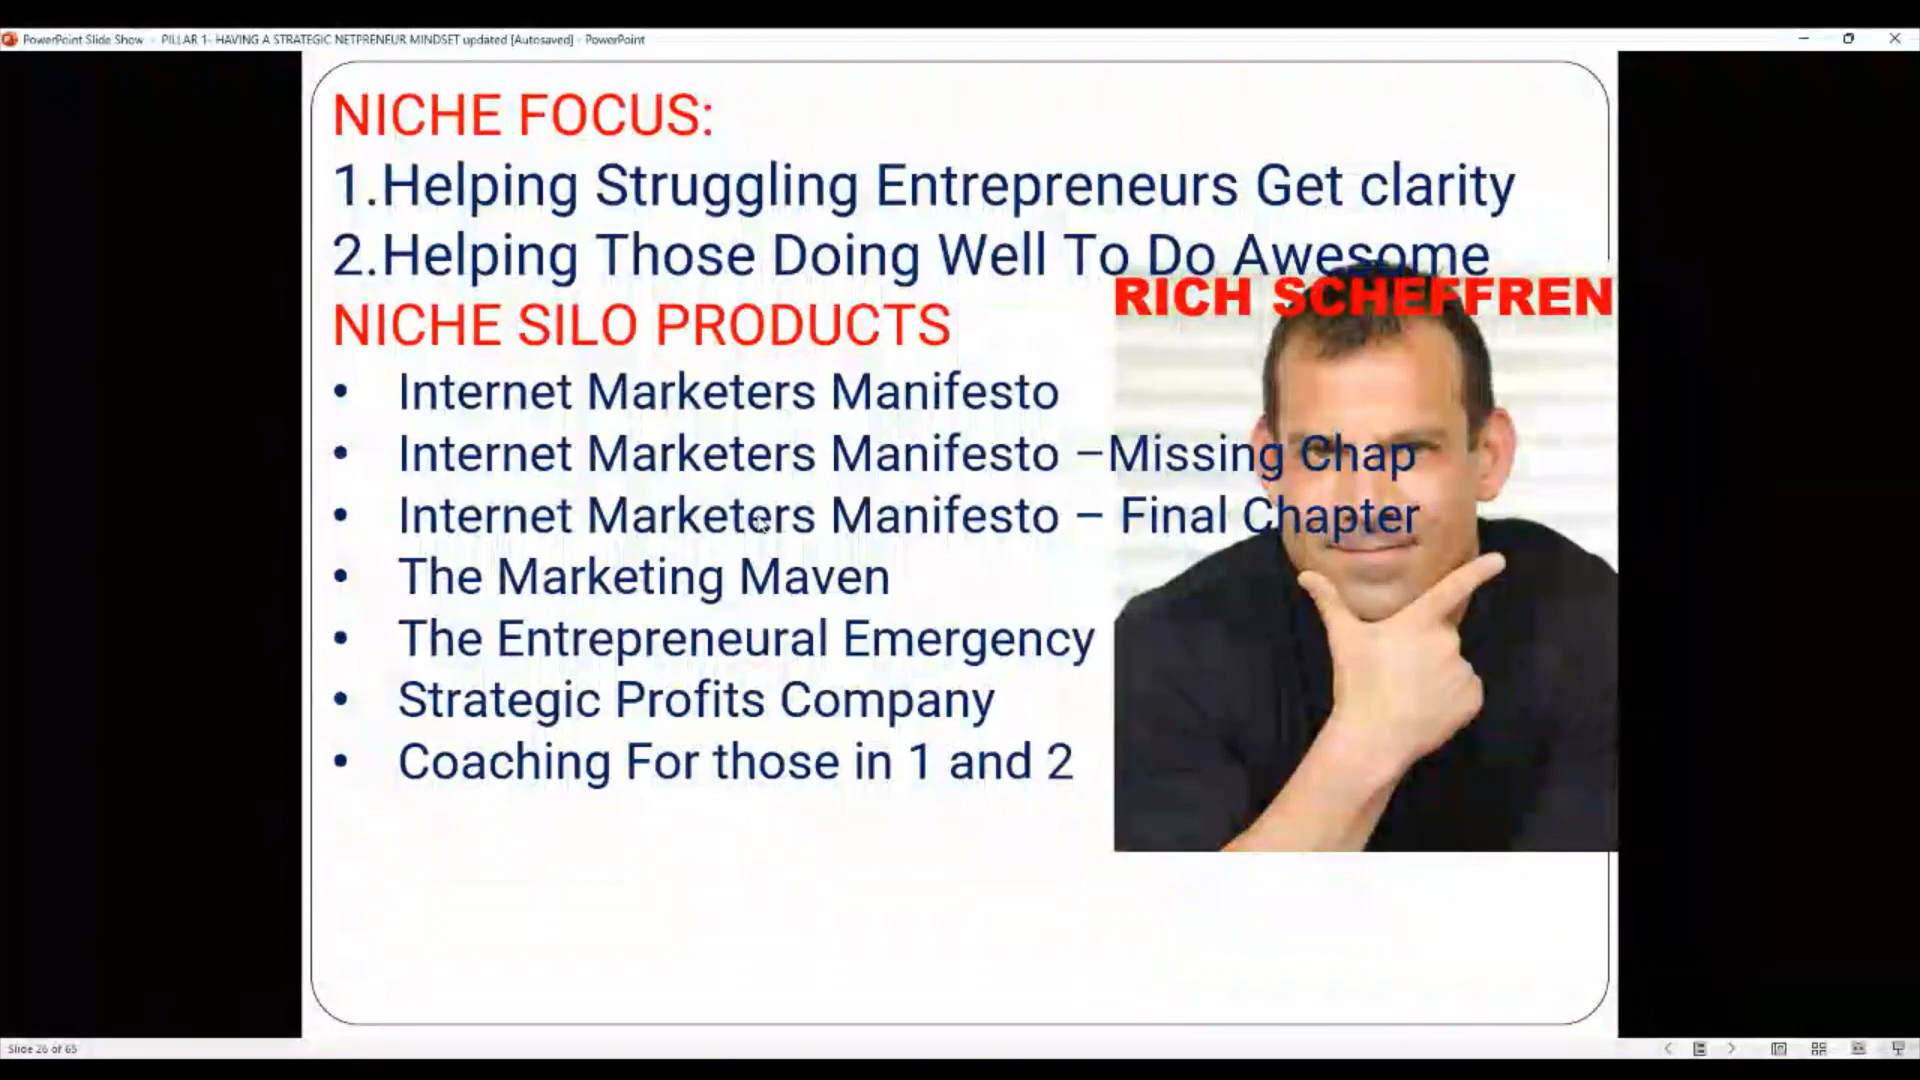 PowerPoint Slide Show - PILLAR 1- HAVING A STRATEGIC NETPRENEUR MINDSET updated [Autosaved] - PowerPoint
NICHE FOCUS:
1.Helping Struggling Entrepreneurs Get clarity
2.Helping Those Doing Well To Do Awesome
RICH SCHEFFREN
NICHE SILO PRODUCTS
• Internet Marketers Manifesto
• Internet Marketers Manifesto –Missing Chap
• Internet Marketers Manifesto – Final Chapter
• The Marketing Maven
• The Entrepreneural Emergency
• Strategic Profits Company
• Coaching For those in 1 and 2
Slide 26 of 65